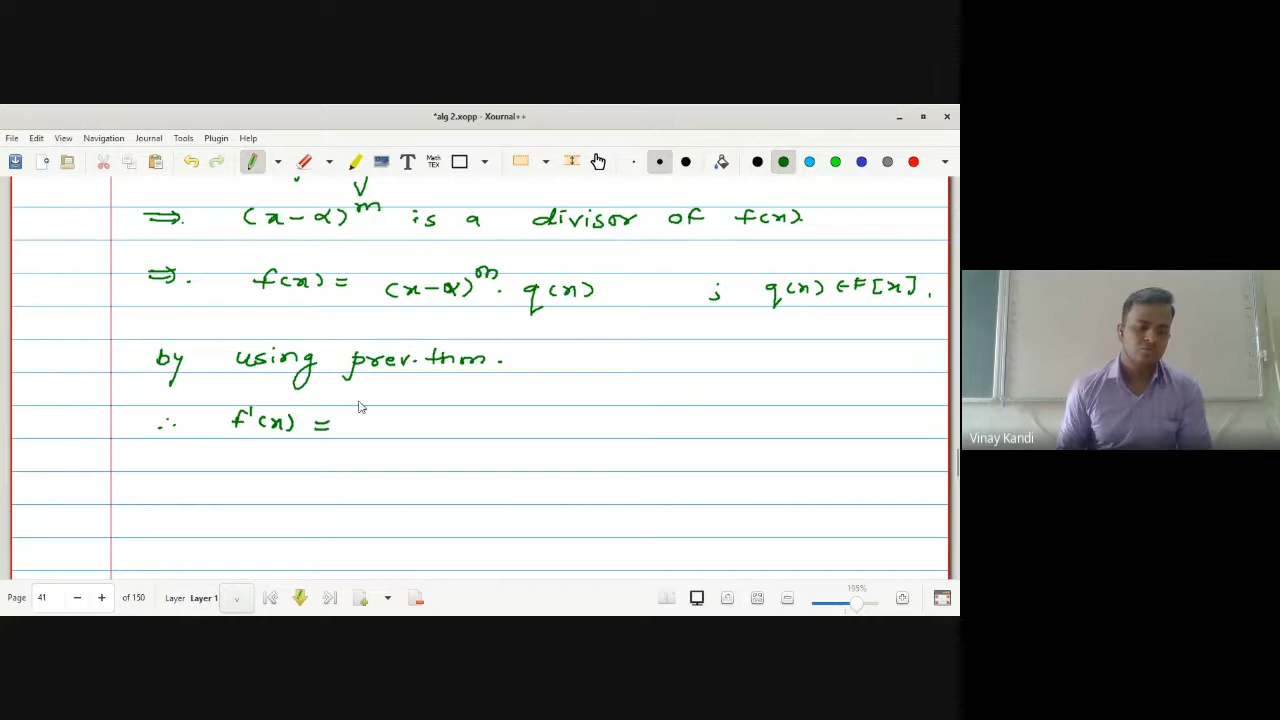 *alg 2.xopp - Xournal++
File Edit View Navigation Journal Tools Plugin Help
⇒ (x-α)^m is a divisor of f(x).
⇒. f(x) = (x-α)^m. q(x) ; q(x) ∈ F[x].
by using prev. thm.
∴ f'(x) =
Vinay Kandi
Page 41 of 150 Layer Layer 1 195%